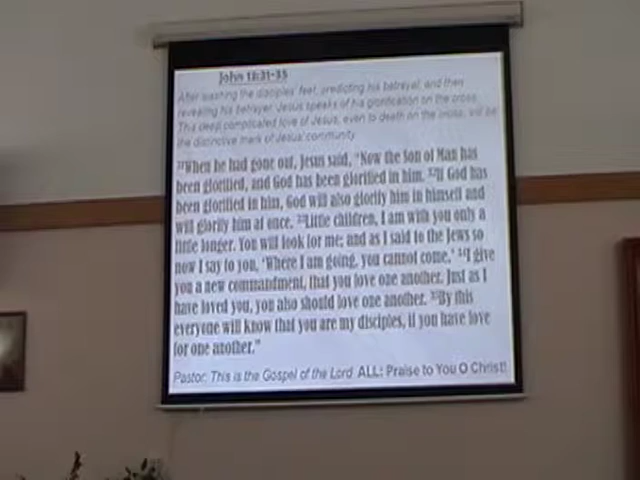 John 13:31-35
After washing the disciples' feet, predicting his betrayal, and then
revealing his betrayer, Jesus speaks of his glorification on the cross.
This deep complicated love of Jesus, even to death on the cross, will be
the distinctive mark of Jesus' community.
31When he had gone out, Jesus said, "Now the Son of Man has
been glorified, and God has been glorified in him. 32If God has
been glorified in him, God will also glorify him in himself and
will glorify him at once. 33Little children, I am with you only a
little longer. You will look for me; and as I said to the Jews so
now I say to you, 'Where I am going, you cannot come.' 34I give
you a new commandment, that you love one another. Just as I
have loved you, you also should love one another. 35By this
everyone will know that you are my disciples, if you have love
for one another."
Pastor: This is the Gospel of the Lord. ALL: Praise to You O Christ!